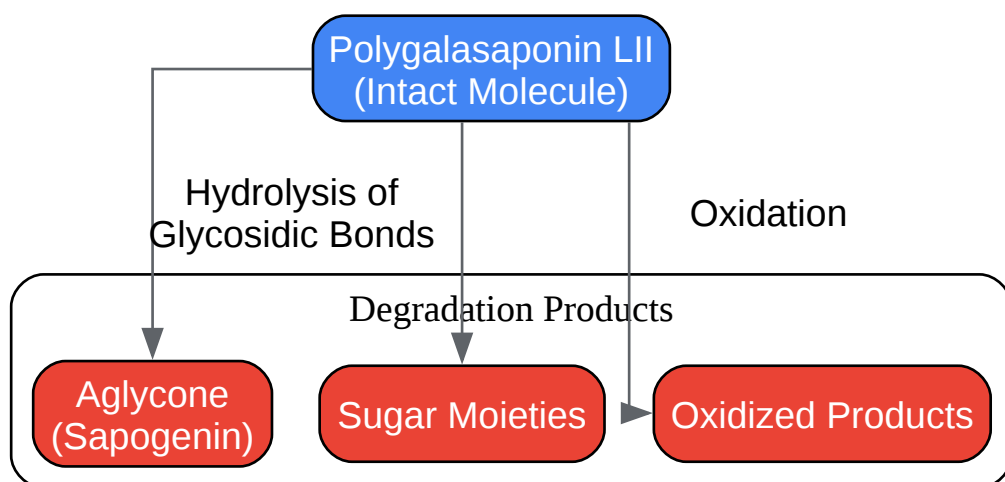 Polygalasaponin LII
(Intact Molecule)
Hydrolysis of
Glycosidic Bonds
Oxidation
Degradation Products
Aglycone
(Sapogenin)
Sugar Moieties
Oxidized Products